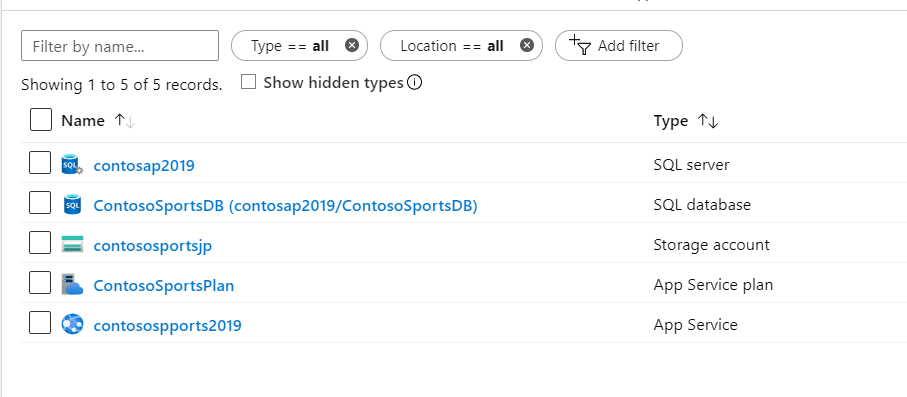 Filter by name...
Type == all
Location == all
Add filter
Showing 1 to 5 of 5 records.
Show hidden types
Name
Type
SQL
contosap2019
SQL server
SQL
ContosoSportsDB (contosap2019/ContosoSportsDB)
SQL database
contososportsjp
Storage account
ContosoSportsPlan
App Service plan
contosospports2019
App Service